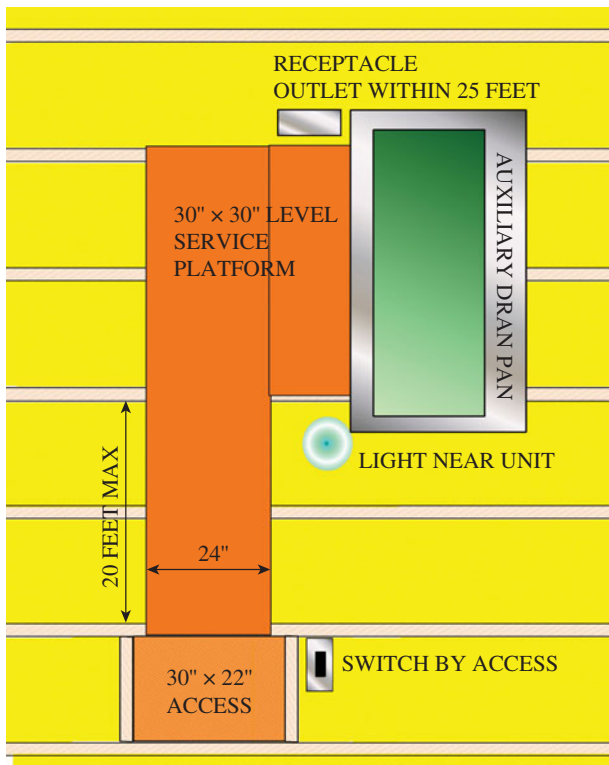 RECEPTACLE
OUTLET WITHIN 25 FEET
30" × 30" LEVEL
SERVICE
PLATFORM
AUXILIARY DRAN PAN
LIGHT NEAR UNIT
20 FEET MAX
24"
SWITCH BY ACCESS
30" × 22"
ACCESS